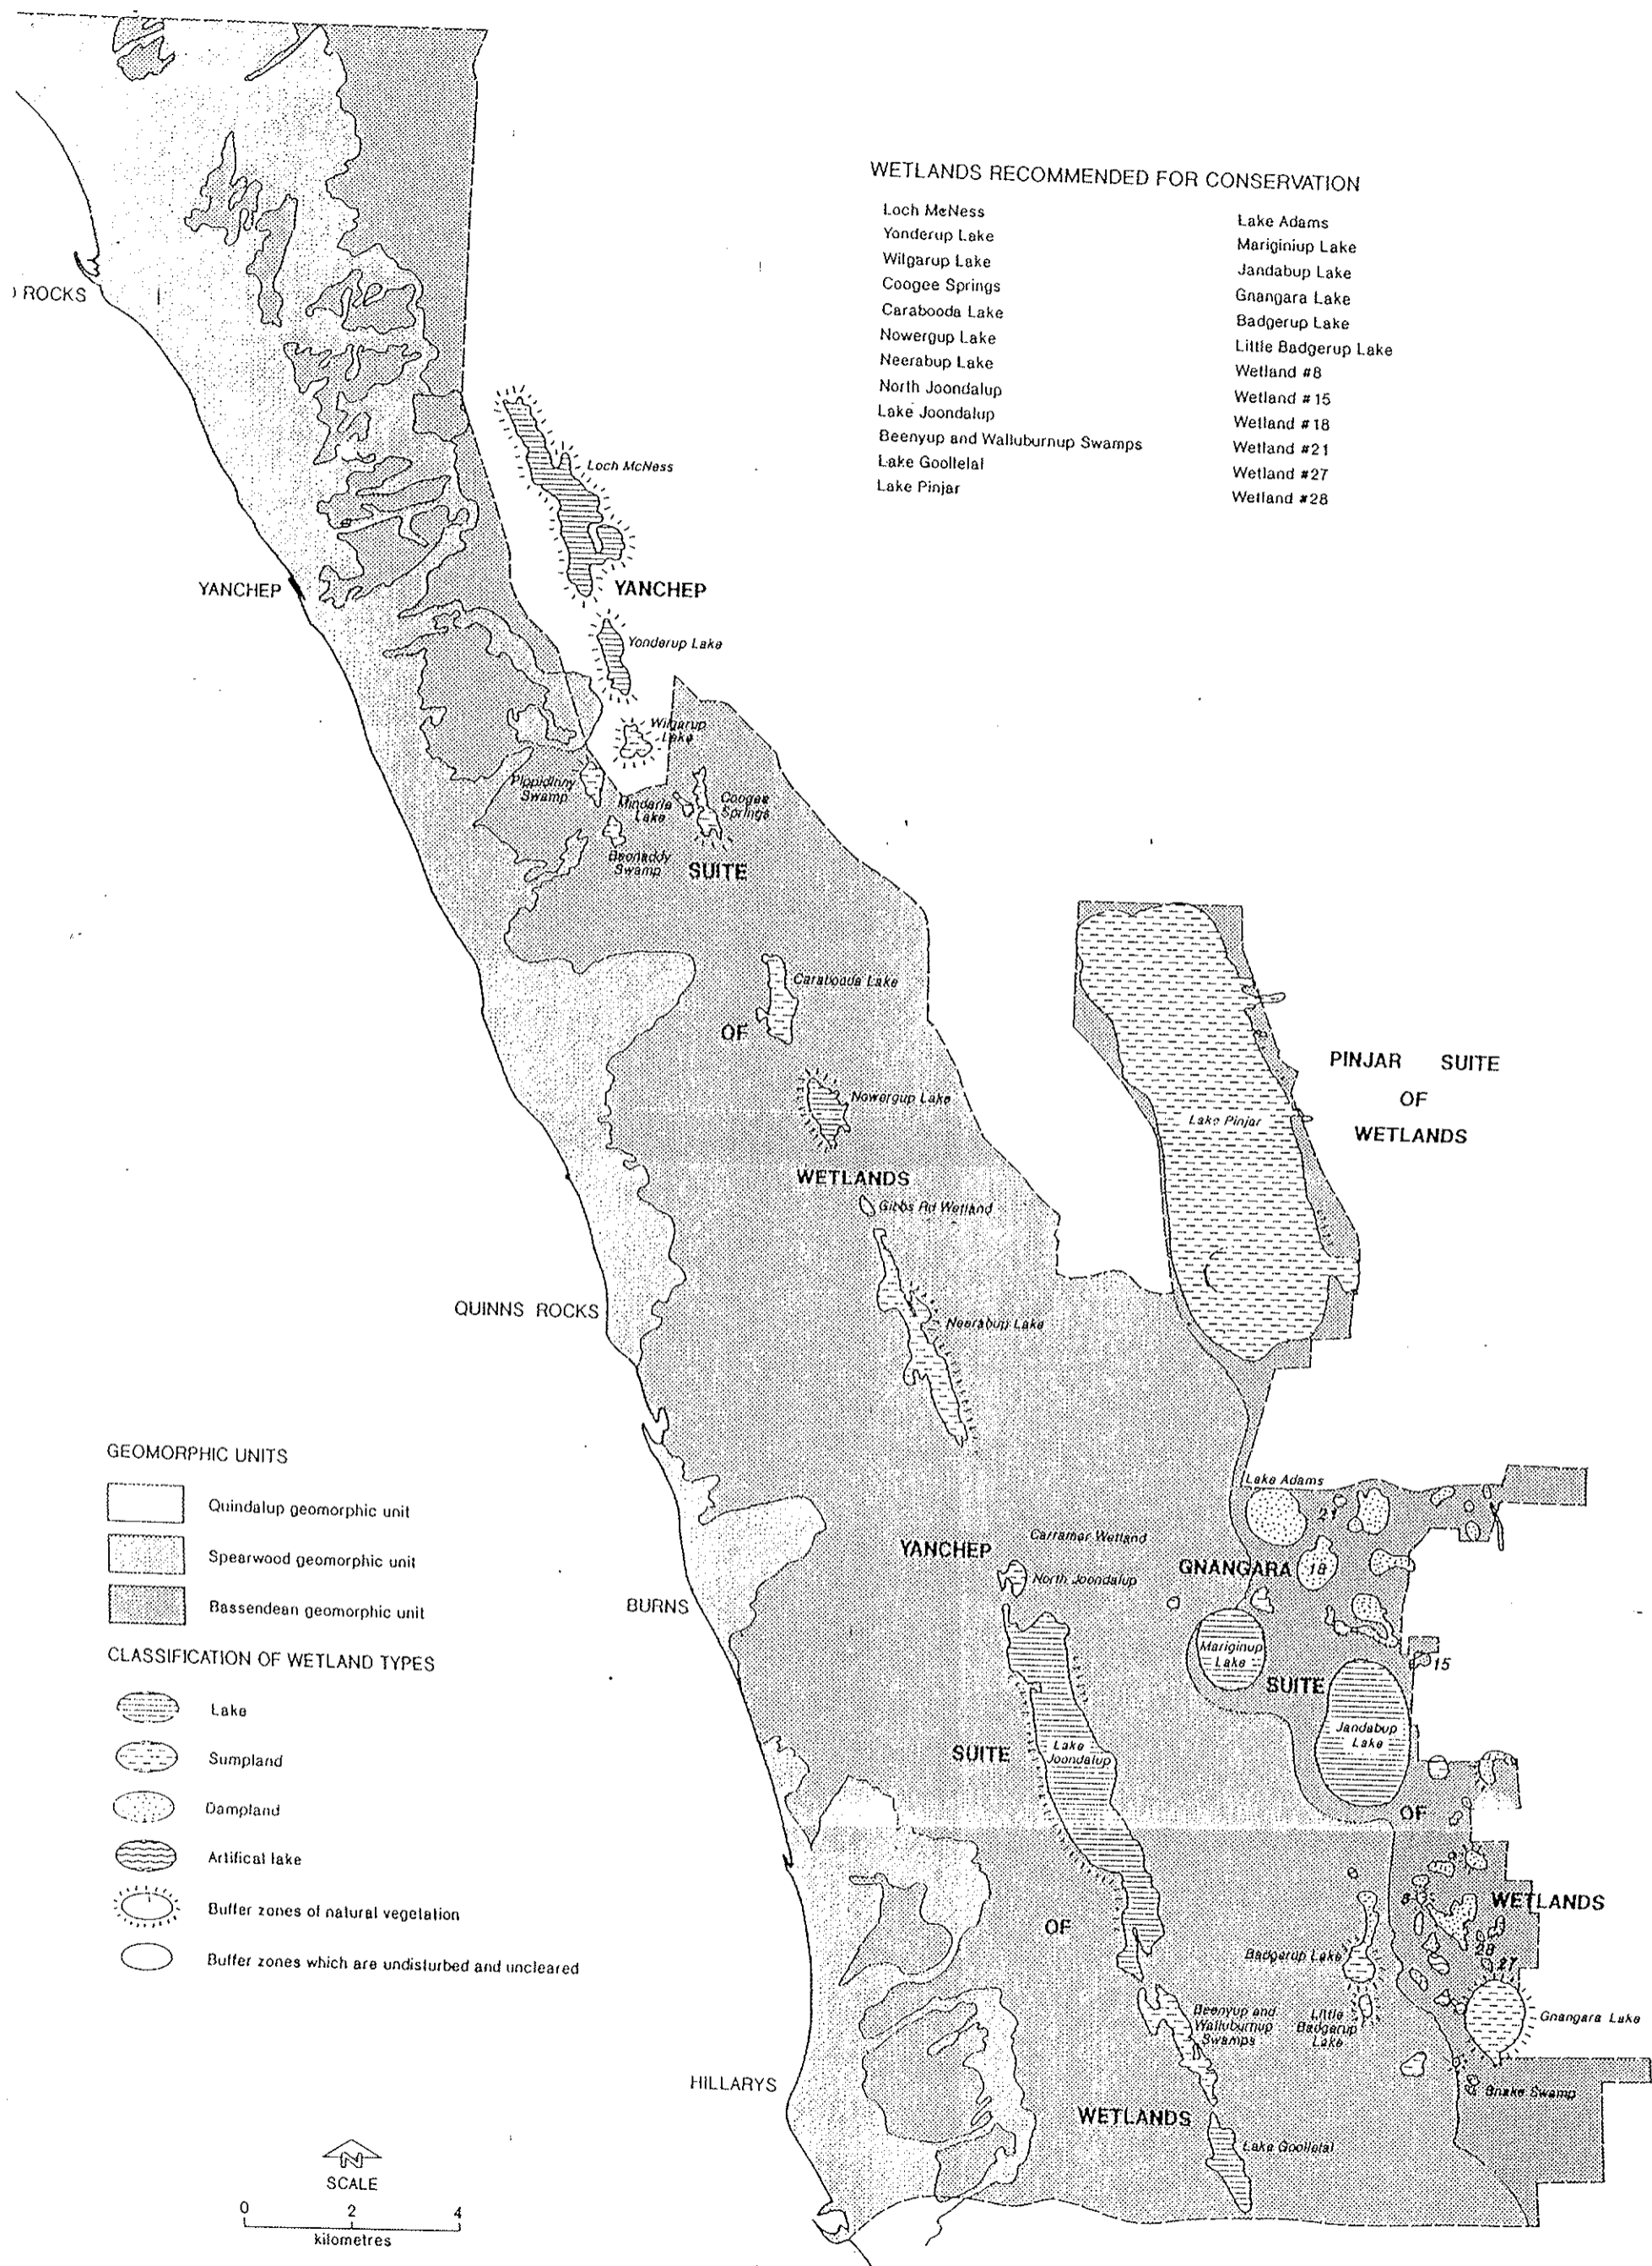 WETLANDS RECOMMENDED FOR CONSERVATION
Loch McNess
Yonderup Lake
Wilgarup Lake
Coogee Springs
Carabooda Lake
Nowergup Lake
Neerabup Lake
North Joondalup
Lake Joondalup
Beenyup and Walluburnup Swamps
Lake Goollelal
Lake Pinjar
Lake Adams
Mariginiup Lake
Jandabup Lake
Gnangara Lake
Badgerup Lake
Little Badgerup Lake
Wetland #8
Wetland #15
Wetland #18
Wetland #21
Wetland #27
Wetland #28
ROCKS
Loch McNess
YANCHEP
YANCHEP
Yonderup Lake
Wilgarup
Lake
Pippidinny
Swamp
Mindarie
Lake
Coogee
Springs
Beonaddy
Swamp
SUITE
Carabooda Lake
OF
Nowergup Lake
WETLANDS
Gibbs Rd Wetland
PINJAR SUITE
OF
WETLANDS
Lake Pinjar
QUINNS ROCKS
Neerabup Lake
Lake Adams
21
Carramar Wetland
YANCHEP
GNANGARA
18
North Joondalup
BURNS
Mariginup
Lake
15
SUITE
Jandabup
Lake
Lake
Joondalup
SUITE
OF
8
WETLANDS
OF
28
Badgerup Lake
27
Beenyup and
Walluburnup
Swamps
Little
Badgerup
Lake
Gnangara Lake
HILLARYS
Snake Swamp
WETLANDS
Lake Goollelal
GEOMORPHIC UNITS
Quindalup geomorphic unit
Spearwood geomorphic unit
Bassendean geomorphic unit
CLASSIFICATION OF WETLAND TYPES
Lake
Sumpland
Dampland
Artifical lake
Buffer zones of natural vegetation
Buffer zones which are undisturbed and uncleared
N
SCALE
0 2 4
kilometres